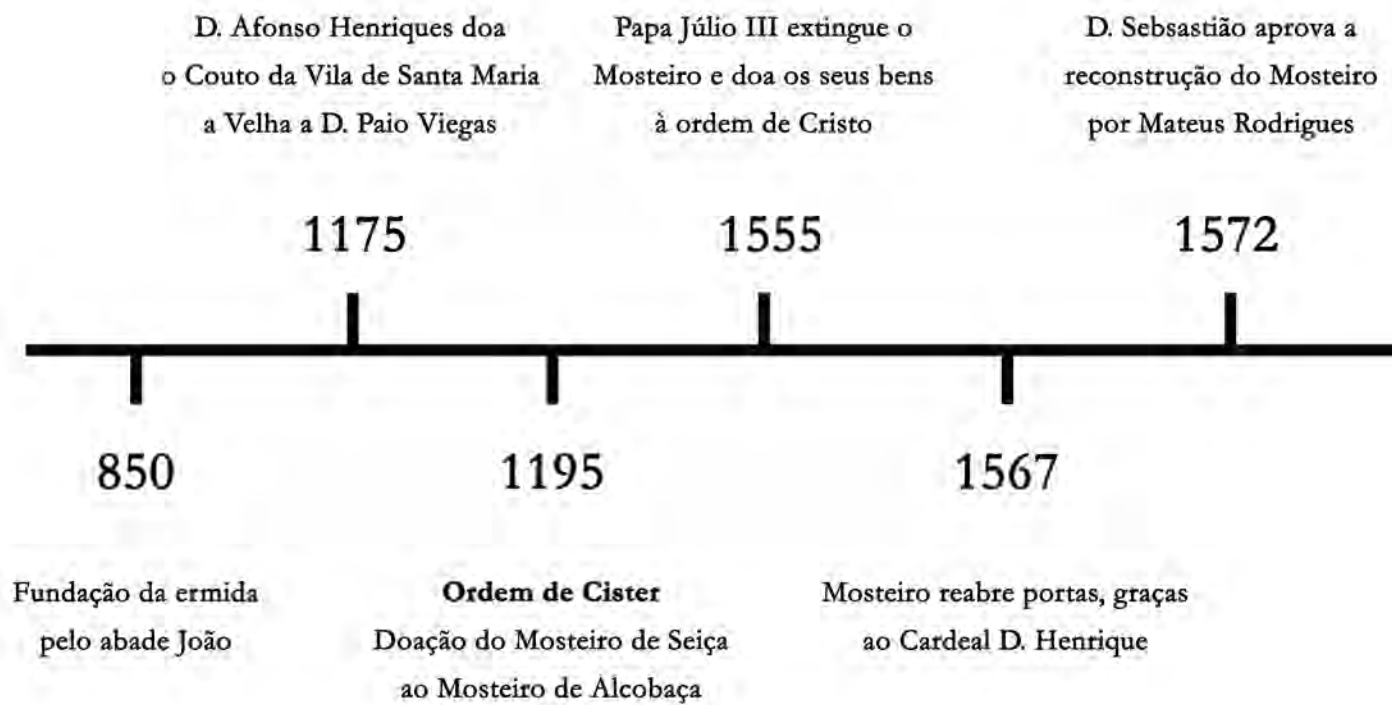 D. Afonso Henriques doa
o Couto da Vila de Santa Maria
a Velha a D. Paio Viegas
1175
Papa Júlio III extingue o
Mosteiro e doa os seus bens
à ordem de Cristo
1555
D. Sebsastião aprova a
reconstrução do Mosteiro
por Mateus Rodrigues
1572
850
Fundação da ermida
pelo abade João
1195
Ordem de Cister
Doação do Mosteiro de Seiça
ao Mosteiro de Alcobaça
1567
Mosteiro reabre portas, graças
ao Cardeal D. Henrique